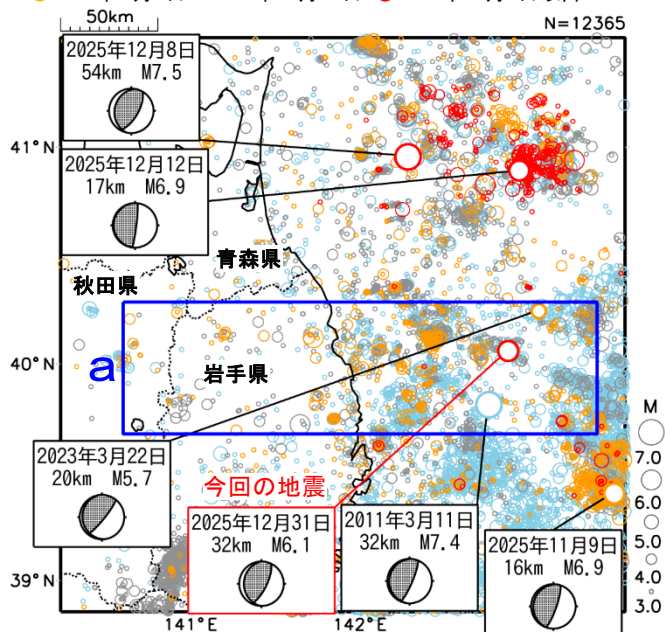 50km
N=12365
2025年12月8日
54km M7.5
41°N
2025年12月12日
17km M6.9
青森県
秋田県
a
40°N
岩手県
M
7.0
6.0
5.0
4.0
3.0
2023年3月22日
20km M5.7
今回の地震
2025年12月31日
32km M6.1
2011年3月11日
32km M7.4
2025年11月9日
16km M6.9
39°N
141°E
142°E